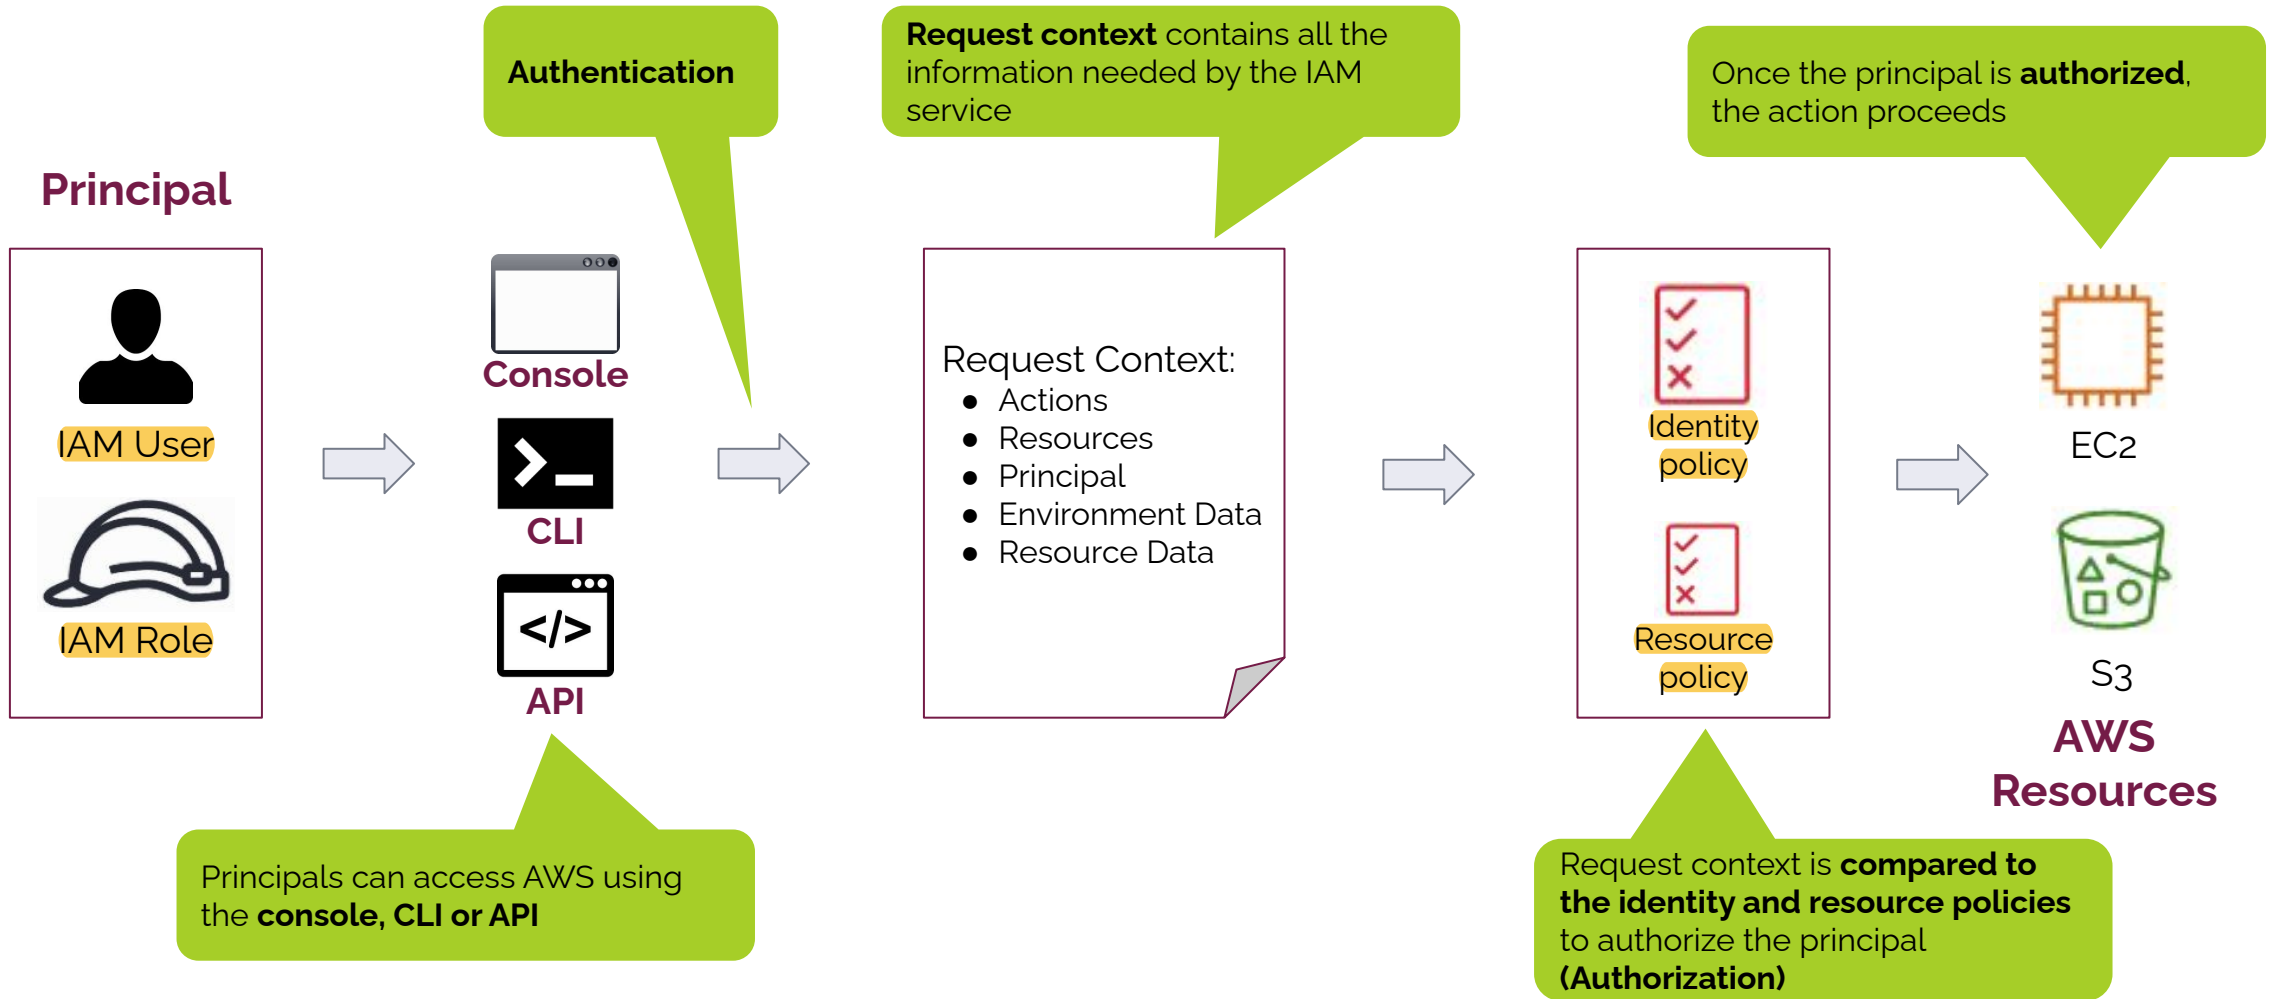 Authentication
Request context contains all the
information needed by the IAM
service
Once the principal is authorized,
the action proceeds
Principal
IAM User
IAM Role
Console
CLI
</>
API
Request Context:
● Actions
● Resources
● Principal
● Environment Data
● Resource Data
Identity
policy
Resource
policy
EC2
S3
AWS
Resources
Principals can access AWS using
the console, CLI or API
Request context is compared to
the identity and resource policies
to authorize the principal
(Authorization)